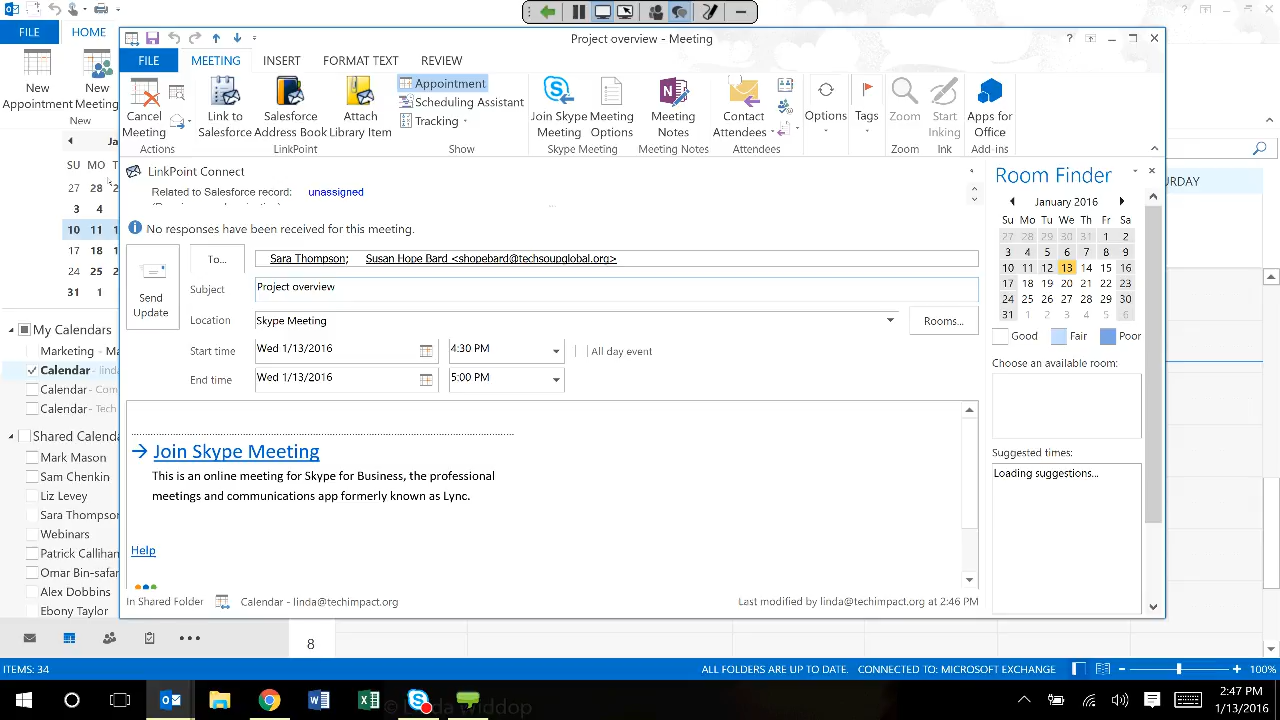 Project overview - Meeting
FILE HOME
FILE MEETING INSERT FORMAT TEXT REVIEW
New Appointment
New Meeting
New
Cancel Meeting
Actions
Link to Salesforce
Salesforce Address Book
Attach Library Item
LinkPoint
Appointment
Scheduling Assistant
Tracking
Show
Join Skype Meeting
Meeting Options
Skype Meeting
Meeting Notes
Meeting Notes
Contact Attendees
Attendees
Options
Tags
Zoom
Zoom
Start Inking
Ink
Apps for Office
Add-ins
LinkPoint Connect
Related to Salesforce record: unassigned
No responses have been received for this meeting.
Send Update
To... Sara Thompson; Susan Hope Bard <shopebard@techsoupglobal.org>
Subject Project overview
Location Skype Meeting Rooms...
Start time Wed 1/13/2016 4:30 PM All day event
End time Wed 1/13/2016 5:00 PM
Join Skype Meeting
This is an online meeting for Skype for Business, the professional
meetings and communications app formerly known as Lync.
Help
In Shared Folder Calendar - linda@techimpact.org Last modified by linda@techimpact.org at 2:46 PM
Room Finder
January 2016
Su Mo Tu We Th Fr Sa
27 28 29 30 31 1 2
3 4 5 6 7 8 9
10 11 12 13 14 15 16
17 18 19 20 21 22 23
24 25 26 27 28 29 30
31 1 2 3 4 5 6
Good Fair Poor
Choose an available room:
Suggested times:
Loading suggestions...
URDAY
Ja
SU MO T
27 28 2
3 4
10 11 1
17 18
24 25
31 1
My Calendars
Marketing - Ma
Calendar - linda
Calendar - Com
Calendar - Tech
Shared Calenda
Mark Mason
Sam Chenkin
Liz Levey
Sara Thompso
Webinars
Patrick Calliha
Omar Bin-safa
Alex Dobbins
Ebony Taylor
8
ITEMS: 34 ALL FOLDERS ARE UP TO DATE. CONNECTED TO: MICROSOFT EXCHANGE 100%
2:47 PM
1/13/2016
© linda widdop